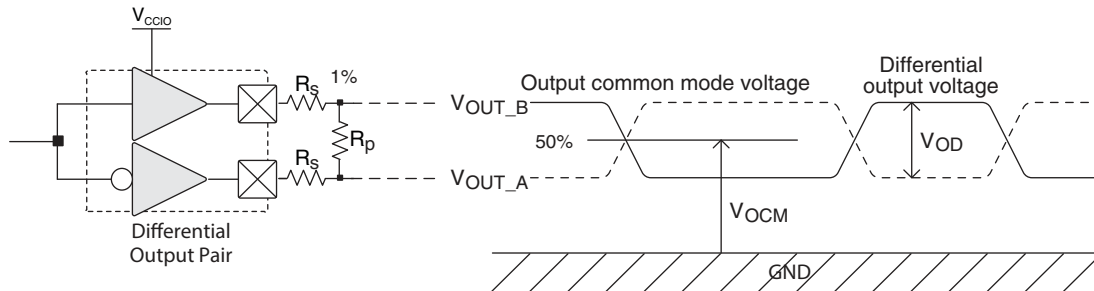 VCCIO
Rs
1%
Rp
Rs
Differential
Output Pair
VOUT_B
VOUT_A
Output common mode voltage
50%
VOCM
Differential
output voltage
VOD
GND